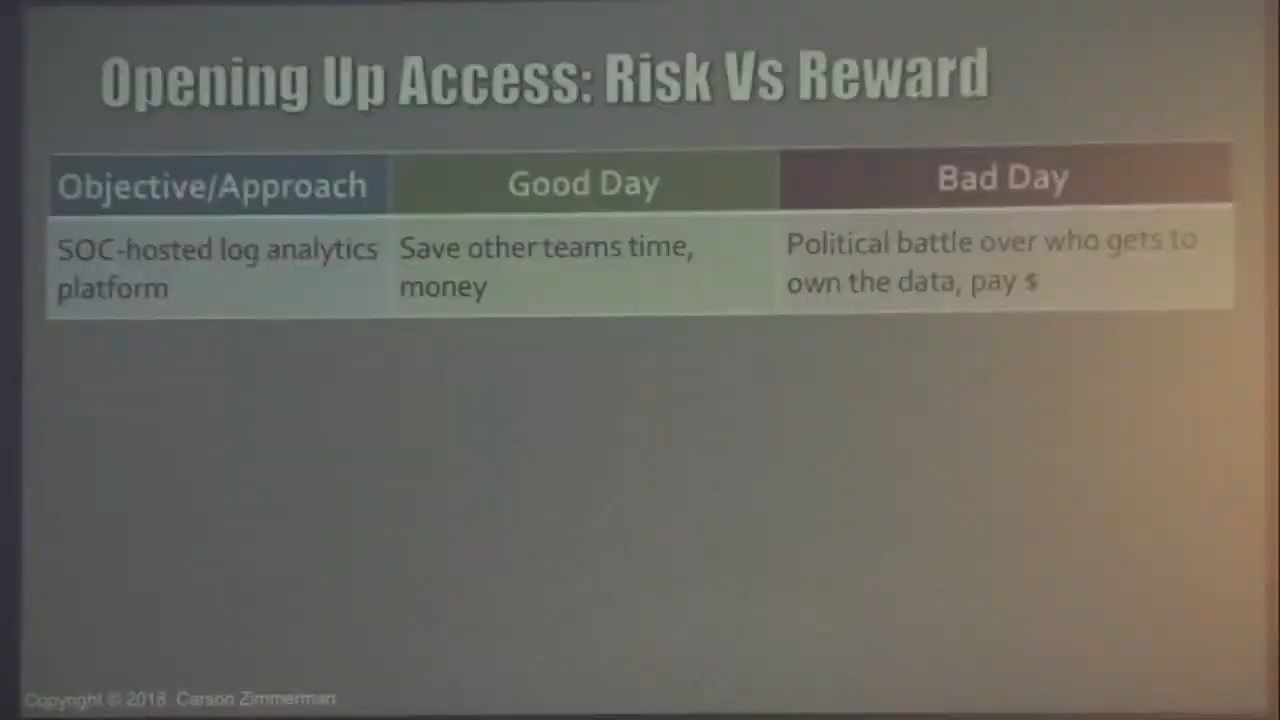 Opening Up Access: Risk Vs Reward
Objective/Approach
Good Day
Bad Day
SOC-hosted log analytics
platform
Save other teams time,
money
Political battle over who gets to
own the data, pay $
Copyright © 2018 Carson Zimmerman